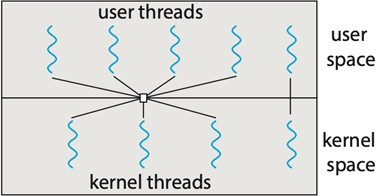 user threads
user
space
kernel
space
kernel threads